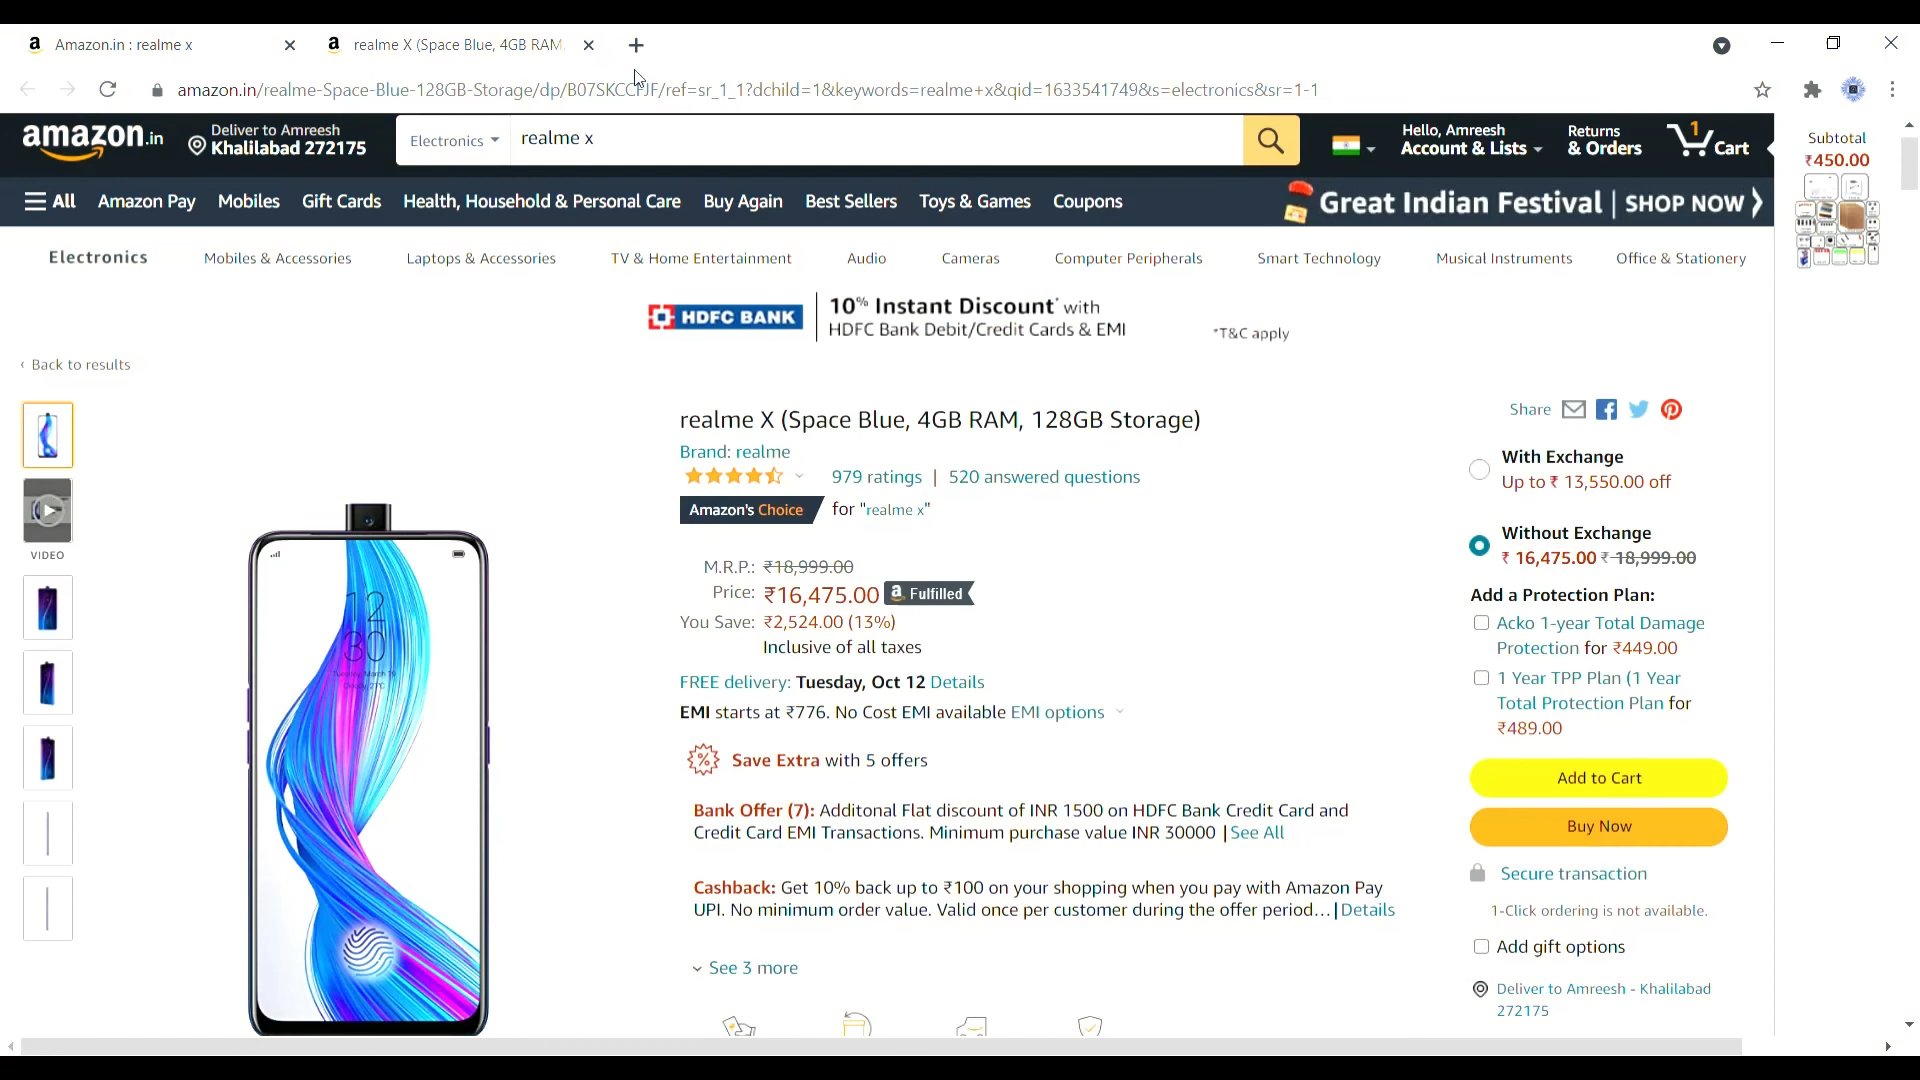 Amazon.in : realme x
realme X (Space Blue, 4GB RAM,
amazon.in/realme-Space-Blue-128GB-Storage/dp/B07SKCCPJF/ref=sr_1_1?dchild=1&keywords=realme+x&qid=1633541749&s=electronics&sr=1-1
amazon.in
Deliver to Amreesh
Khalilabad 272175
Electronics
realme x
Hello, Amreesh
Account & Lists
Returns
& Orders
1
Cart
Subtotal
₹450.00
All
Amazon Pay
Mobiles
Gift Cards
Health, Household & Personal Care
Buy Again
Best Sellers
Toys & Games
Coupons
Great Indian Festival | SHOP NOW
Electronics
Mobiles & Accessories
Laptops & Accessories
TV & Home Entertainment
Audio
Cameras
Computer Peripherals
Smart Technology
Musical Instruments
Office & Stationery
HDFC BANK
10% Instant Discount* with
HDFC Bank Debit/Credit Cards & EMI
*T&C apply
‹ Back to results
VIDEO
12
30
realme X (Space Blue, 4GB RAM, 128GB Storage)
Brand: realme
979 ratings | 520 answered questions
Amazon's Choice for "realme x"
M.R.P.: ₹18,999.00
Price: ₹16,475.00 Fulfilled
You Save: ₹2,524.00 (13%)
Inclusive of all taxes
FREE delivery: Tuesday, Oct 12 Details
EMI starts at ₹776. No Cost EMI available EMI options
Save Extra with 5 offers
Bank Offer (7): Additonal Flat discount of INR 1500 on HDFC Bank Credit Card and
Credit Card EMI Transactions. Minimum purchase value INR 30000 | See All
Cashback: Get 10% back up to ₹100 on your shopping when you pay with Amazon Pay
UPI. No minimum order value. Valid once per customer during the offer period... | Details
See 3 more
Share
With Exchange
Up to ₹ 13,550.00 off
Without Exchange
₹ 16,475.00 ₹ 18,999.00
Add a Protection Plan:
Acko 1-year Total Damage
Protection for ₹449.00
1 Year TPP Plan (1 Year
Total Protection Plan for
₹489.00
Add to Cart
Buy Now
Secure transaction
1-Click ordering is not available.
Add gift options
Deliver to Amreesh - Khalilabad
272175